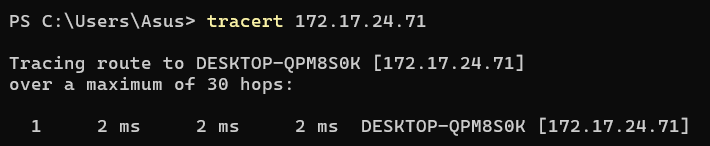 PS C:\Users\Asus> tracert 172.17.24.71
Tracing route to DESKTOP-QPM8S0K [172.17.24.71]
over a maximum of 30 hops:
  1     2 ms     2 ms     2 ms  DESKTOP-QPM8S0K [172.17.24.71]